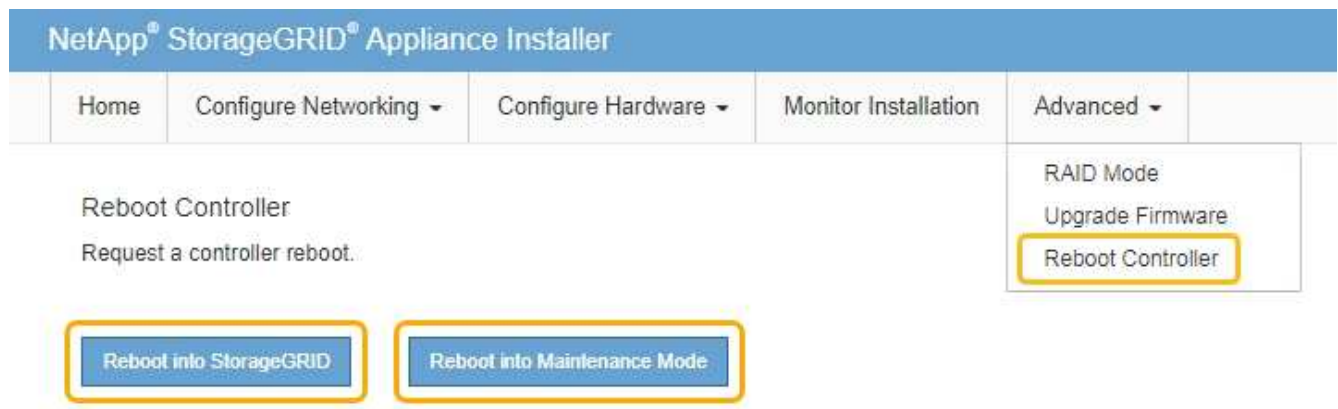 NetApp® StorageGRID® Appliance Installer
Home Configure Networking Configure Hardware Monitor Installation Advanced
RAID Mode
Upgrade Firmware
Reboot Controller
Reboot Controller
Request a controller reboot.
Reboot into StorageGRID Reboot into Maintenance Mode